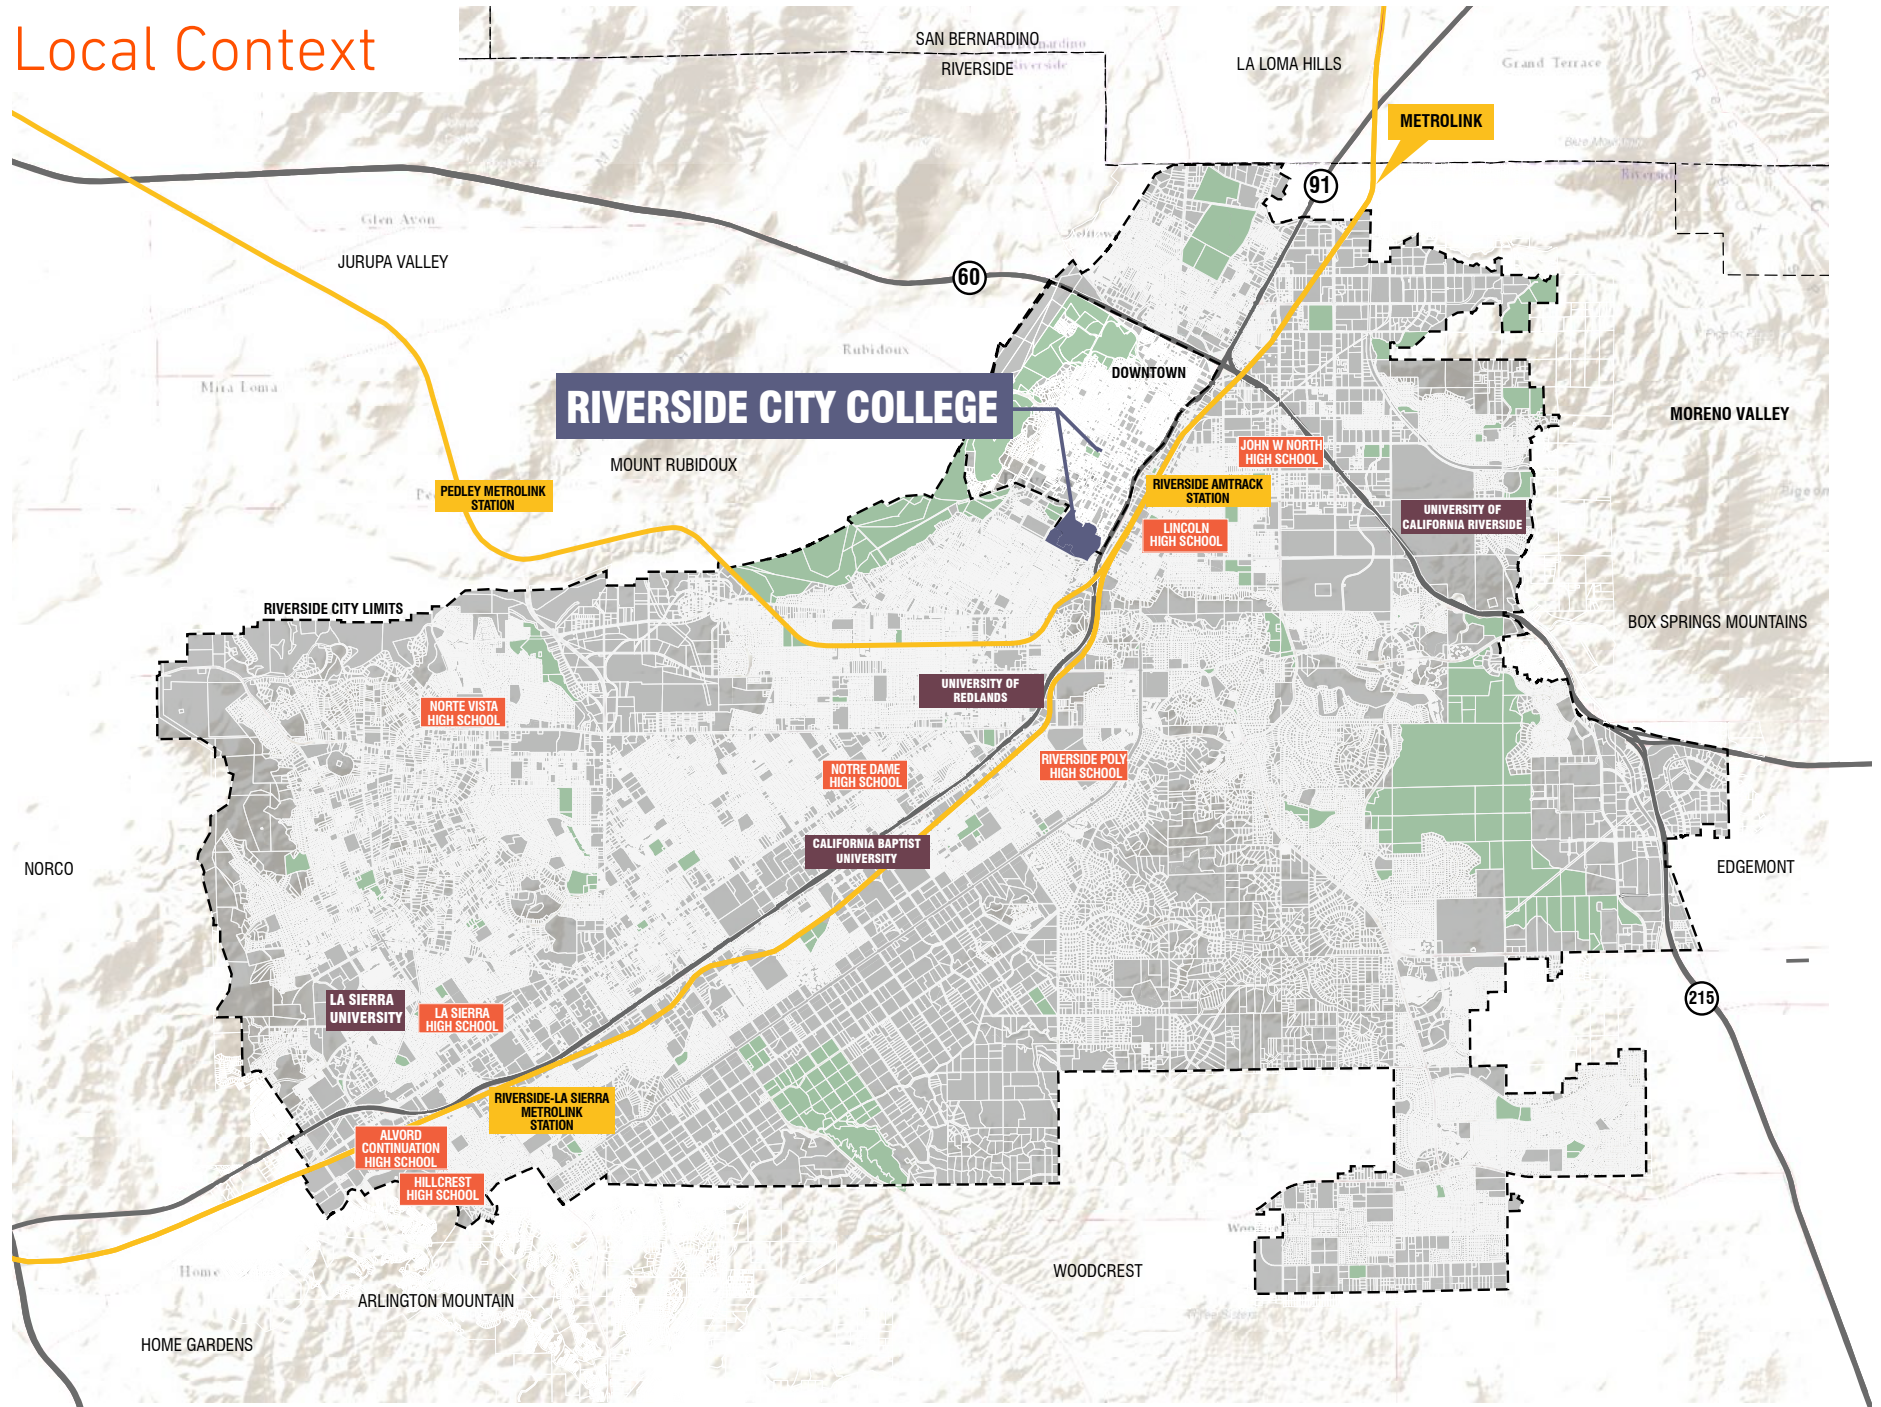 Local Context
SAN BERNARDINO
RIVERSIDE
LA LOMA HILLS
Grand Terrace
METROLINK
91
Riverside
Glen Avon
JURUPA VALLEY
60
Rubidoux
DOWNTOWN
Mira Loma
RIVERSIDE CITY COLLEGE
MORENO VALLEY
JOHN W NORTH
HIGH SCHOOL
MOUNT RUBIDOUX
PEDLEY METROLINK
STATION
RIVERSIDE AMTRACK
STATION
UNIVERSITY OF
CALIFORNIA RIVERSIDE
LINCOLN
HIGH SCHOOL
RIVERSIDE CITY LIMITS
BOX SPRINGS MOUNTAINS
UNIVERSITY OF
REDLANDS
NORTE VISTA
HIGH SCHOOL
RIVERSIDE POLY
HIGH SCHOOL
NOTRE DAME
HIGH SCHOOL
CALIFORNIA BAPTIST
UNIVERSITY
NORCO
EDGEMONT
LA SIERRA
UNIVERSITY
LA SIERRA
HIGH SCHOOL
215
RIVERSIDE-LA SIERRA
METROLINK
STATION
ALVORD
CONTINUATION
HIGH SCHOOL
HILLCREST
HIGH SCHOOL
Home
WOODCREST
ARLINGTON MOUNTAIN
HOME GARDENS